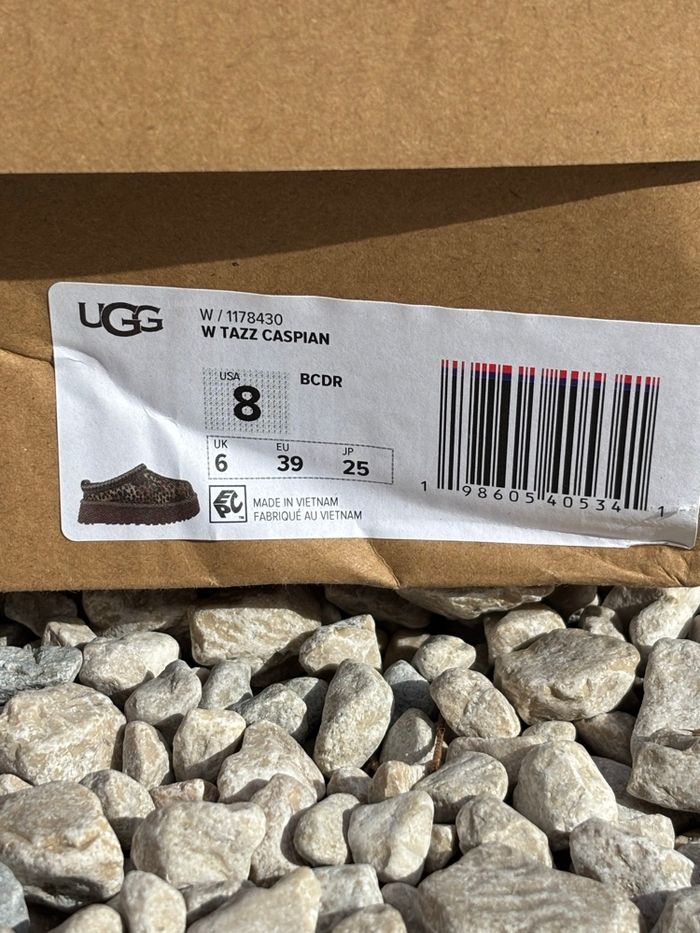 UGG
W / 1178430
W TAZZ CASPIAN
USA
8
BCDR
UK EU JP
6 39 25
EPC™
MADE IN VIETNAM
FABRIQUÉ AU VIETNAM
1 98605 40534 1